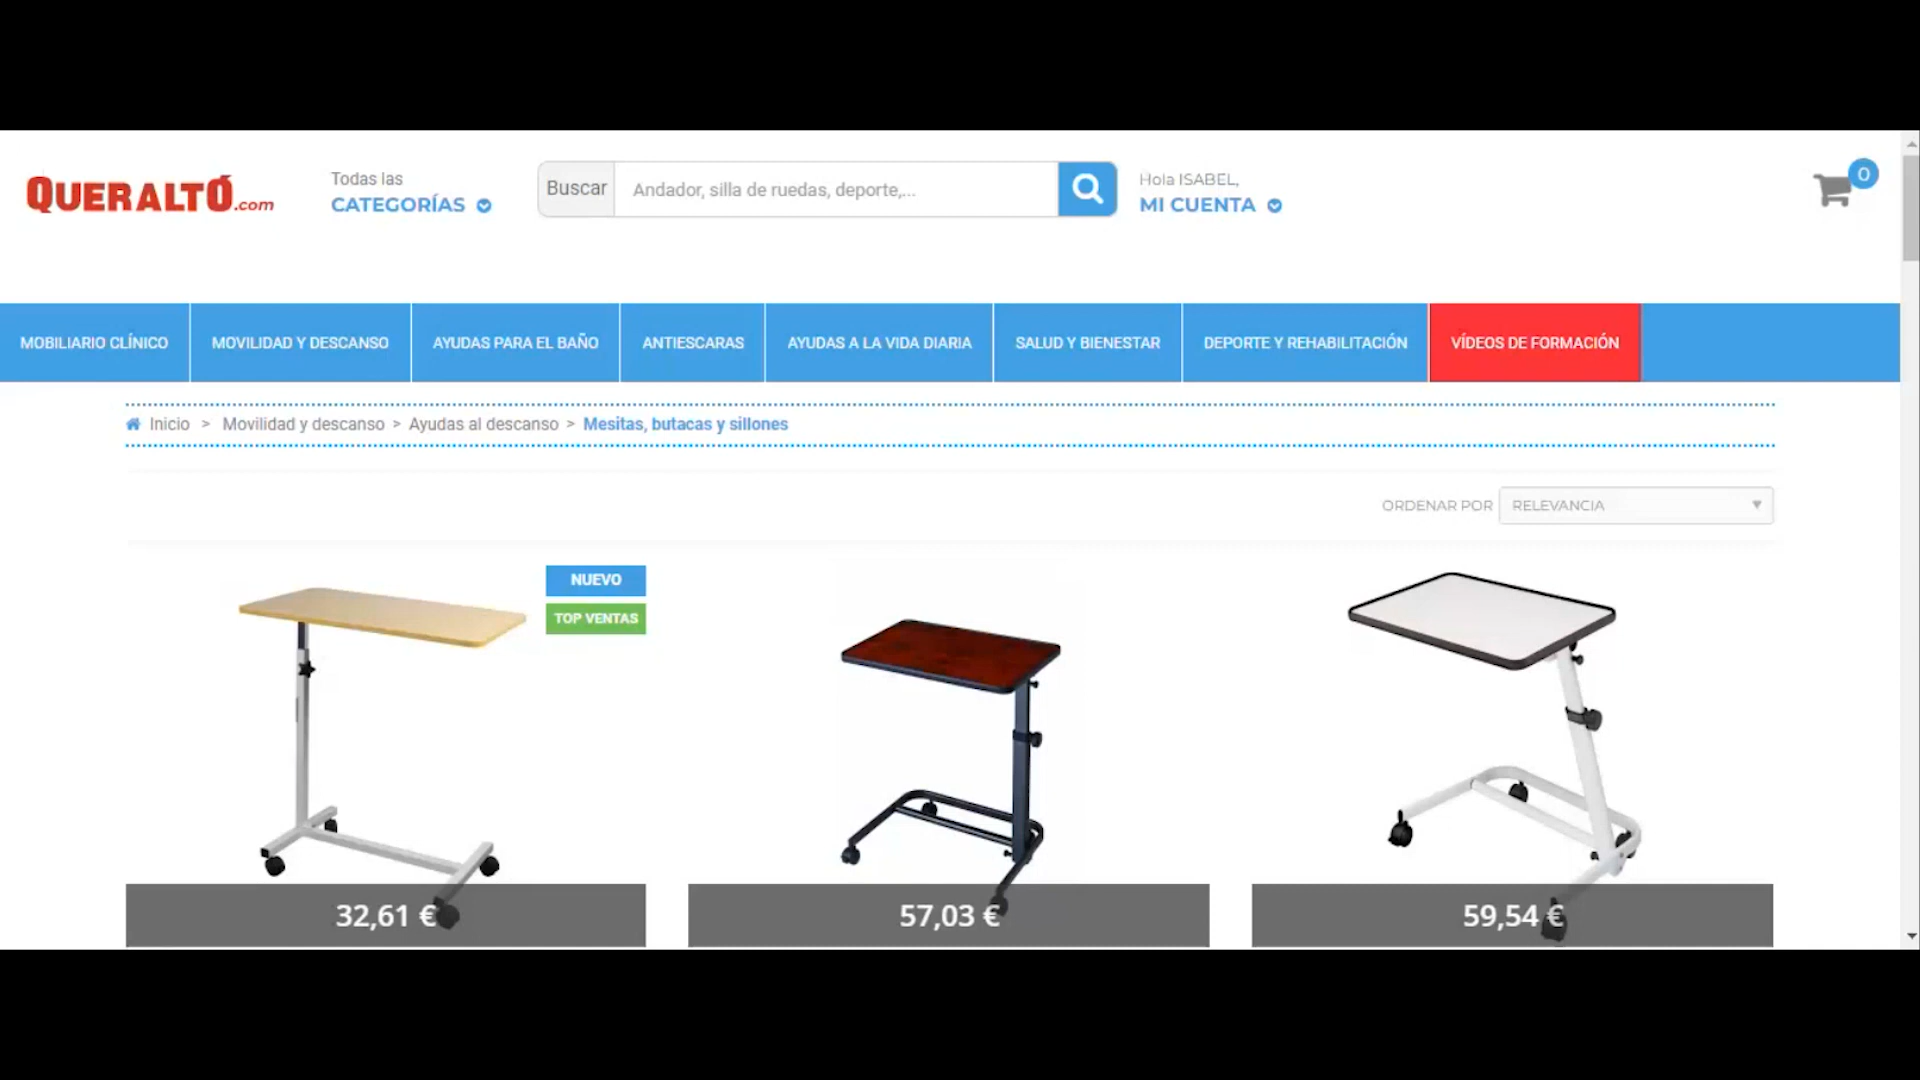 QUERALTÓ.com
Todas las
CATEGORÍAS
Buscar
Andador, silla de ruedas, deporte,...
Hola ISABEL,
MI CUENTA
0
MOBILIARIO CLÍNICO
MOVILIDAD Y DESCANSO
AYUDAS PARA EL BAÑO
ANTIESCARAS
AYUDAS A LA VIDA DIARIA
SALUD Y BIENESTAR
DEPORTE Y REHABILITACIÓN
VÍDEOS DE FORMACIÓN
Inicio > Movilidad y descanso > Ayudas al descanso > Mesitas, butacas y sillones
ORDENAR POR
RELEVANCIA
NUEVO
TOP VENTAS
32,61 €
57,03 €
59,54 €